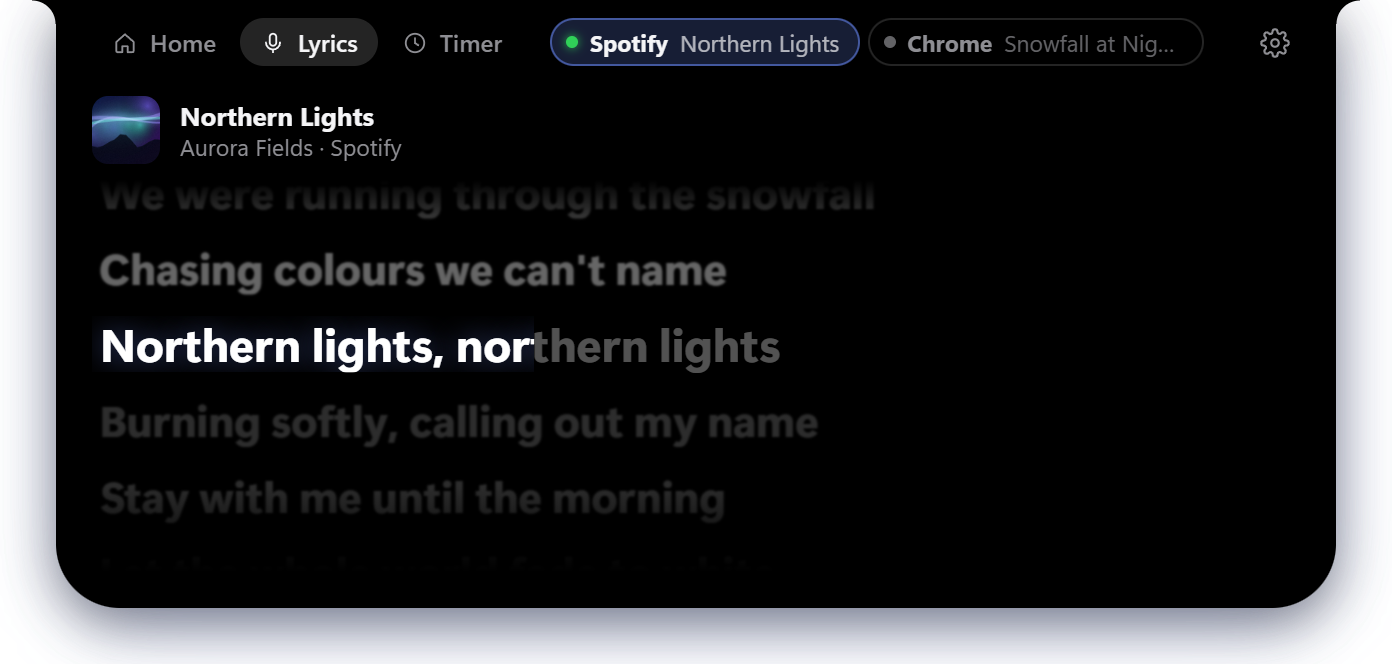 Home Lyrics Timer Spotify Northern Lights Chrome Snowfall at Nig...
Northern Lights
Aurora Fields · Spotify
We were running through the snowfall
Chasing colours we can't name
Northern lights, northern lights
Burning softly, calling out my name
Stay with me until the morning